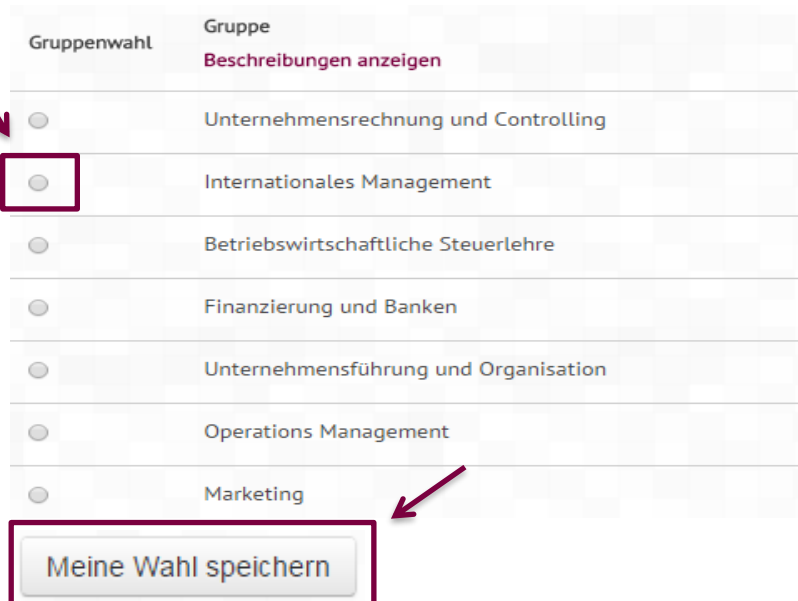 Gruppenwahl
Gruppe
Beschreibungen anzeigen
Unternehmensrechnung und Controlling
Internationales Management
Betriebswirtschaftliche Steuerlehre
Finanzierung und Banken
Unternehmensführung und Organisation
Operations Management
Marketing
Meine Wahl speichern